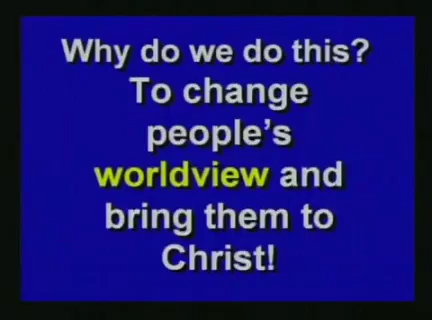 Why do we do this?
To change
people's
worldview and
bring them to
Christ!